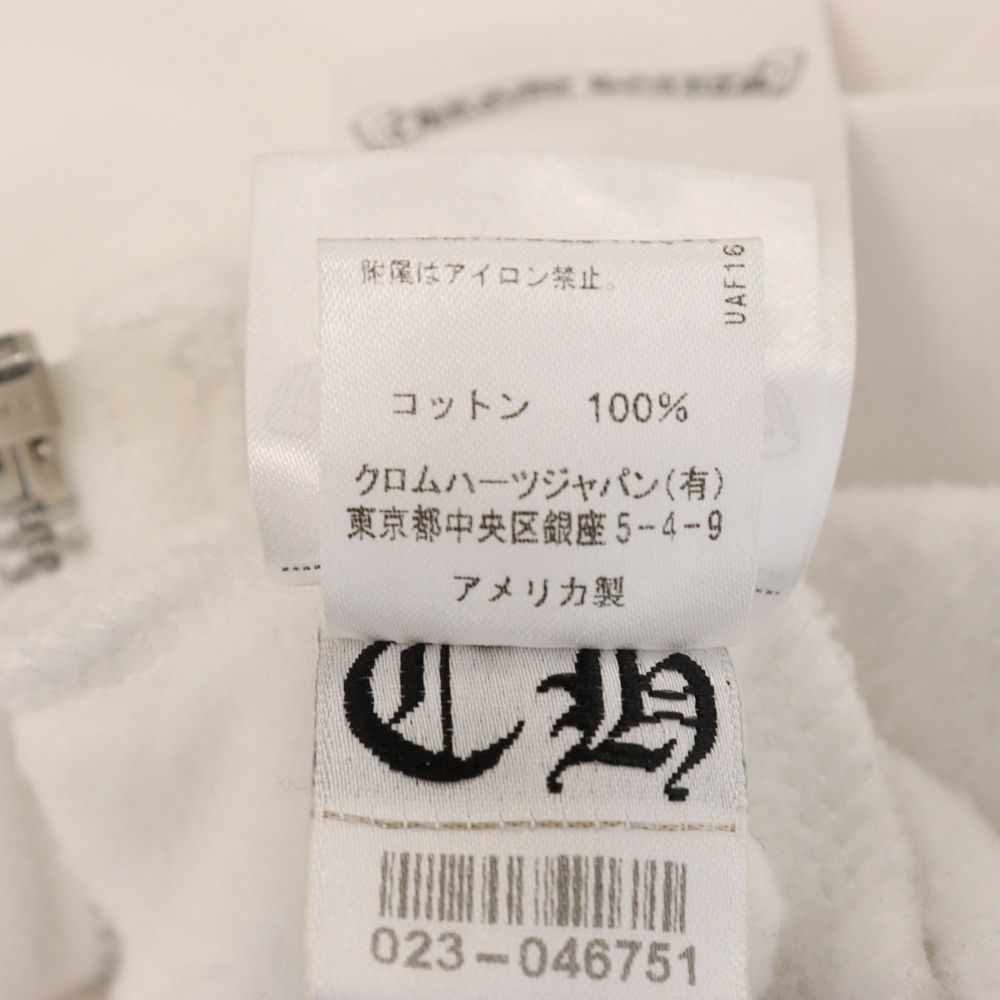 附属はアイロン禁止。
UAF16
コットン 100%
クロムハーツジャパン(有)
東京都中央区銀座5-4-9
アメリカ製
CH
023-046751